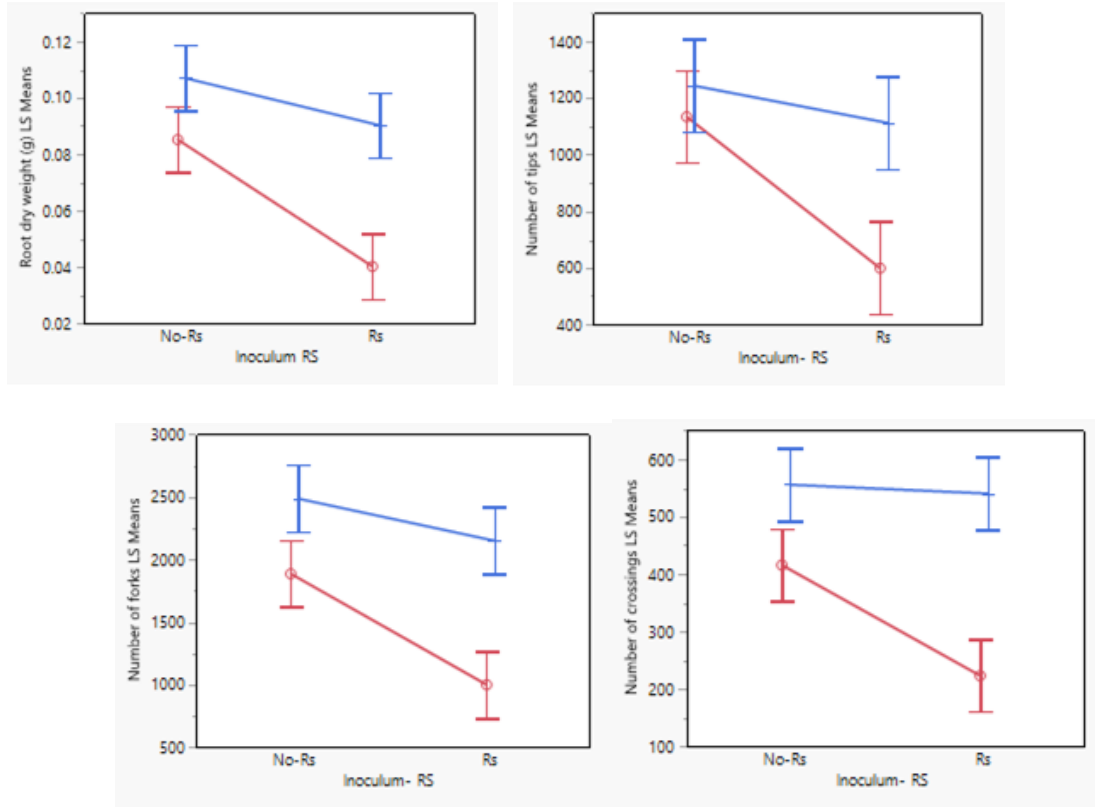 Root dry weight (g) LS Means
0.12
0.10
0.08
0.06
0.04
0.02
No-Rs Rs
Inoculum RS
Number of tips LS Means
1400
1200
1000
800
600
400
No-Rs Rs
Inoculum- RS
Number of forks LS Means
3000
2500
2000
1500
1000
500
No-Rs Rs
Inoculum- RS
Number of crossings LS Means
600
500
400
300
200
100
No-Rs Rs
Inoculum- RS